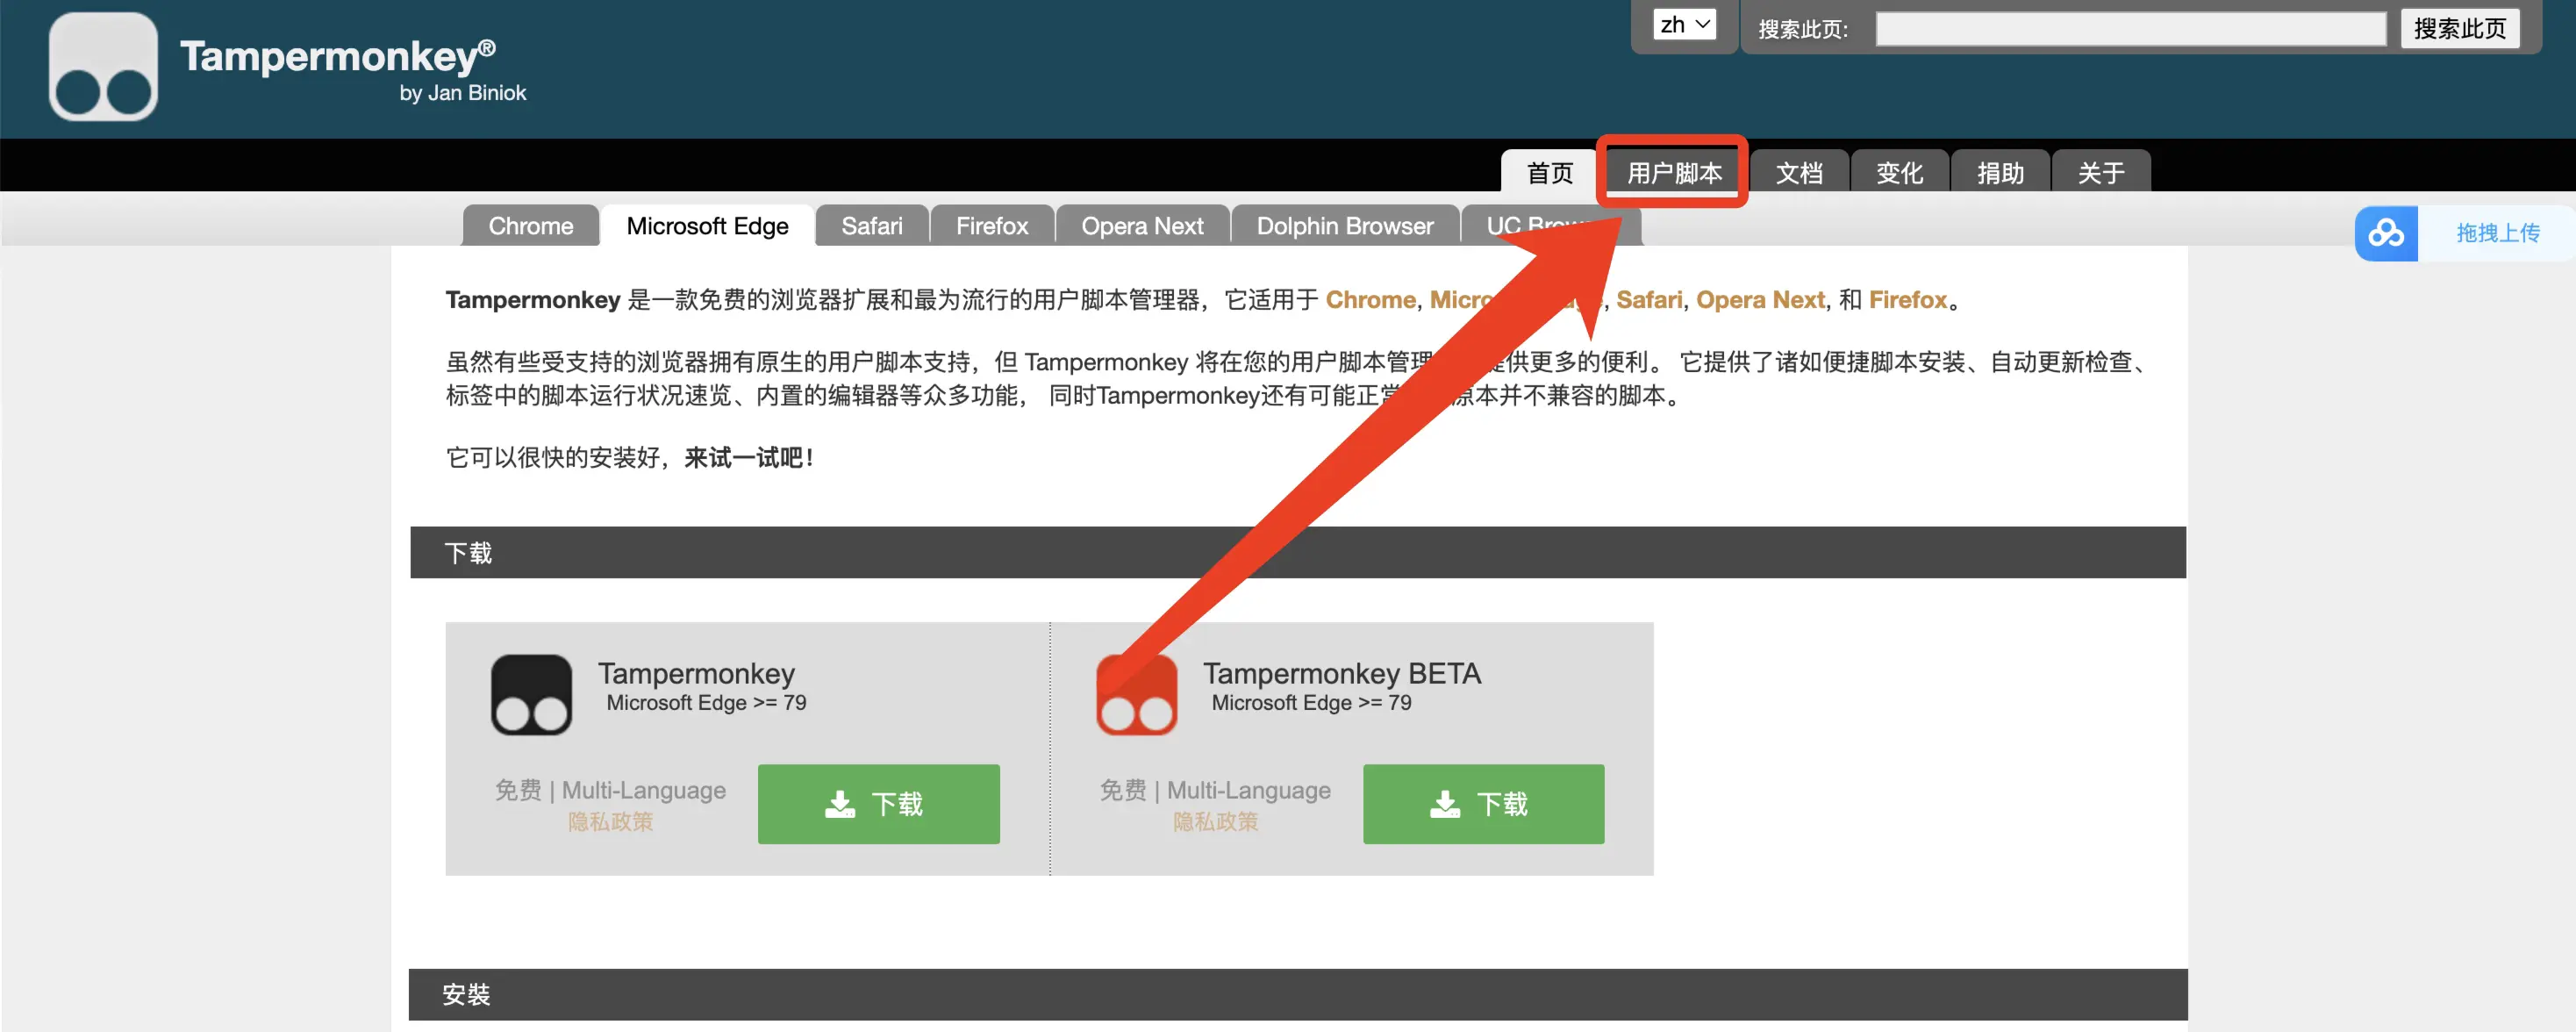 Tampermonkey®
by Jan Biniok
zh
搜索此页:
搜索此页
首页
用户脚本
文档
变化
捐助
关于
Chrome
Microsoft Edge
Safari
Firefox
Opera Next
Dolphin Browser
UC
拖拽上传
Tampermonkey 是一款免费的浏览器扩展和最为流行的用户脚本管理器，它适用于 Chrome, , Safari, Opera Next, 和 Firefox。
虽然有些受支持的浏览器拥有原生的用户脚本支持，但 Tampermonkey 将在您的用户脚本管理 供更多的便利。 它提供了诸如便捷脚本安装、自动更新检查、
标签中的脚本运行状况速览、内置的编辑器等众多功能， 同时Tampermonkey还有可能正常 原本并不兼容的脚本。
它可以很快的安装好，来试一试吧！
下载
Tampermonkey
Microsoft Edge >= 79
免费 | Multi-Language
隐私政策
下载
Tampermonkey BETA
Microsoft Edge >= 79
免费 | Multi-Language
隐私政策
下载
安装